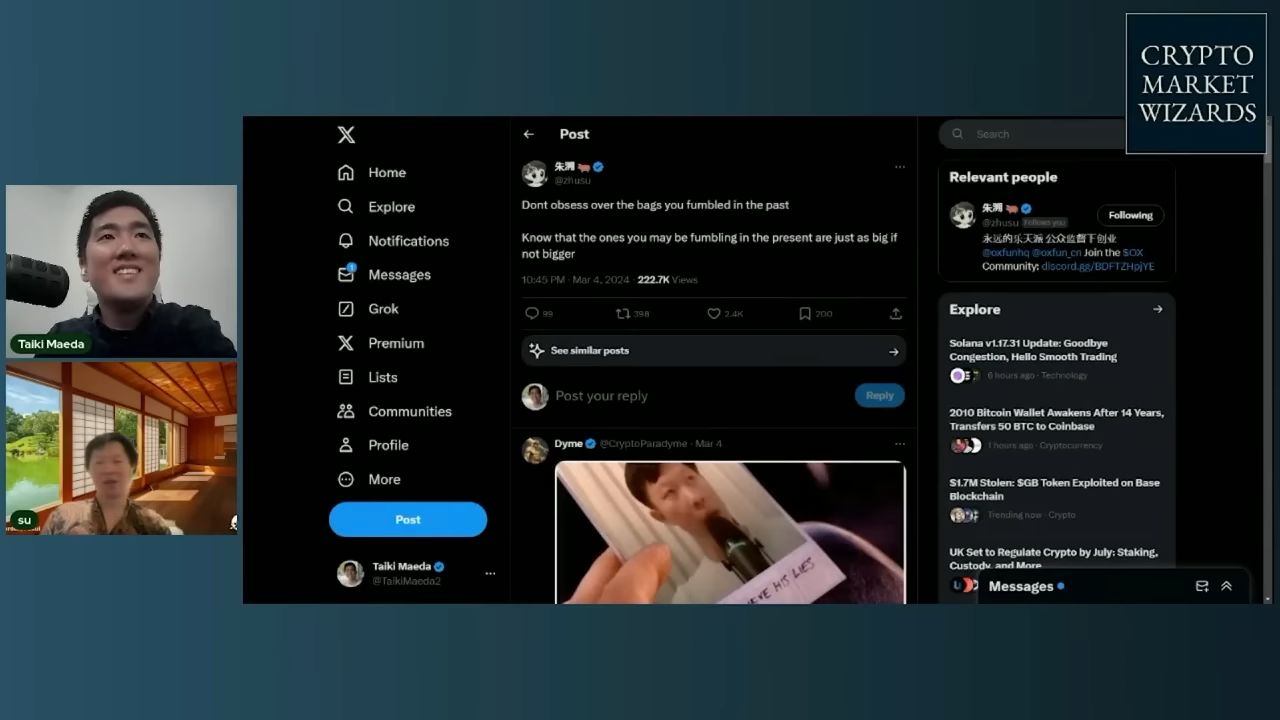 CRYPTO
MARKET
WIZARDS
Taiki Maeda
su
X
Home
Explore
Notifications
1
Messages
Grok
Premium
Lists
Communities
Profile
More
Post
Taiki Maeda
@TaikiMaeda2
Post
朱溯
@zhusu
Dont obsess over the bags you fumbled in the past
Know that the ones you may be fumbling in the present are just as big if
not bigger
10:45 PM · Mar 4, 2024 · 222.7K Views
99
398
2.4K
200
See similar posts
Post your reply
Reply
Dyme @CryptoParadyme · Mar 4
EVE HIS LIES
Search
Relevant people
朱溯
@zhusu Follows you
Following
永远的乐天派 公众监督下创业
@oxfunhq @oxfun_cn Join the $OX
Community: discord.gg/BDFTZHpjYE
Explore
Solana v1.17.31 Update: Goodbye
Congestion, Hello Smooth Trading
6 hours ago · Technology
2010 Bitcoin Wallet Awakens After 14 Years,
Transfers 50 BTC to Coinbase
1 hours ago · Cryptocurrency
$1.7M Stolen: $GB Token Exploited on Base
Blockchain
Trending now · Crypto
UK Set to Regulate Crypto by July: Staking,
Custody, and More
Messages